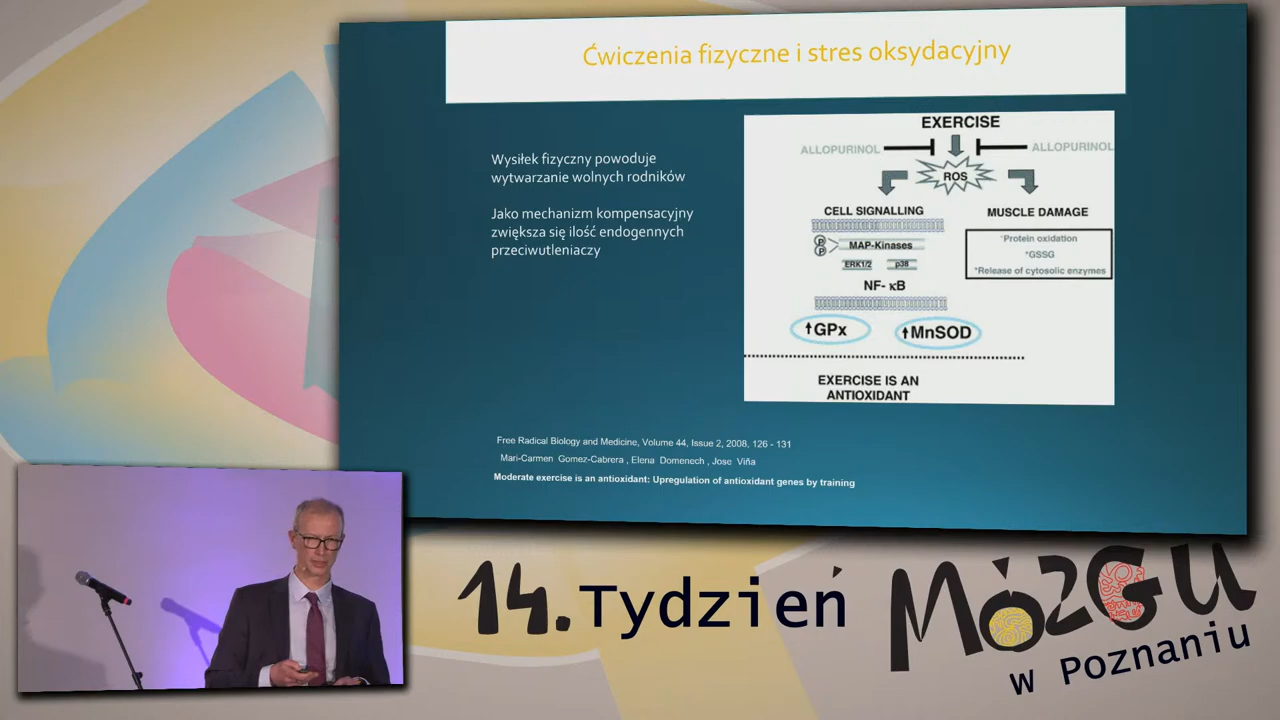 Ćwiczenia fizyczne i stres oksydacyjny
Wysiłek fizyczny powoduje
wytwarzanie wolnych rodników
Jako mechanizm kompensacyjny
zwiększa się ilość endogennych
przeciwutleniaczy
EXERCISE
ALLOPURINOL
ALLOPURINOL
ROS
CELL SIGNALLING
MUSCLE DAMAGE
P
P
MAP-Kinases
ERK1/2 p38
NF- κB
*Protein oxidation
*GSSG
*Release of cytosolic enzymes
↑GPx
↑MnSOD
EXERCISE IS AN
ANTIOXIDANT
Free Radical Biology and Medicine, Volume 44, Issue 2, 2008, 126 - 131
Mari-Carmen Gomez-Cabrera , Elena Domenech , Jose Viña
Moderate exercise is an antioxidant: Upregulation of antioxidant genes by training
14. Tydzień MÓZGU
w Poznaniu